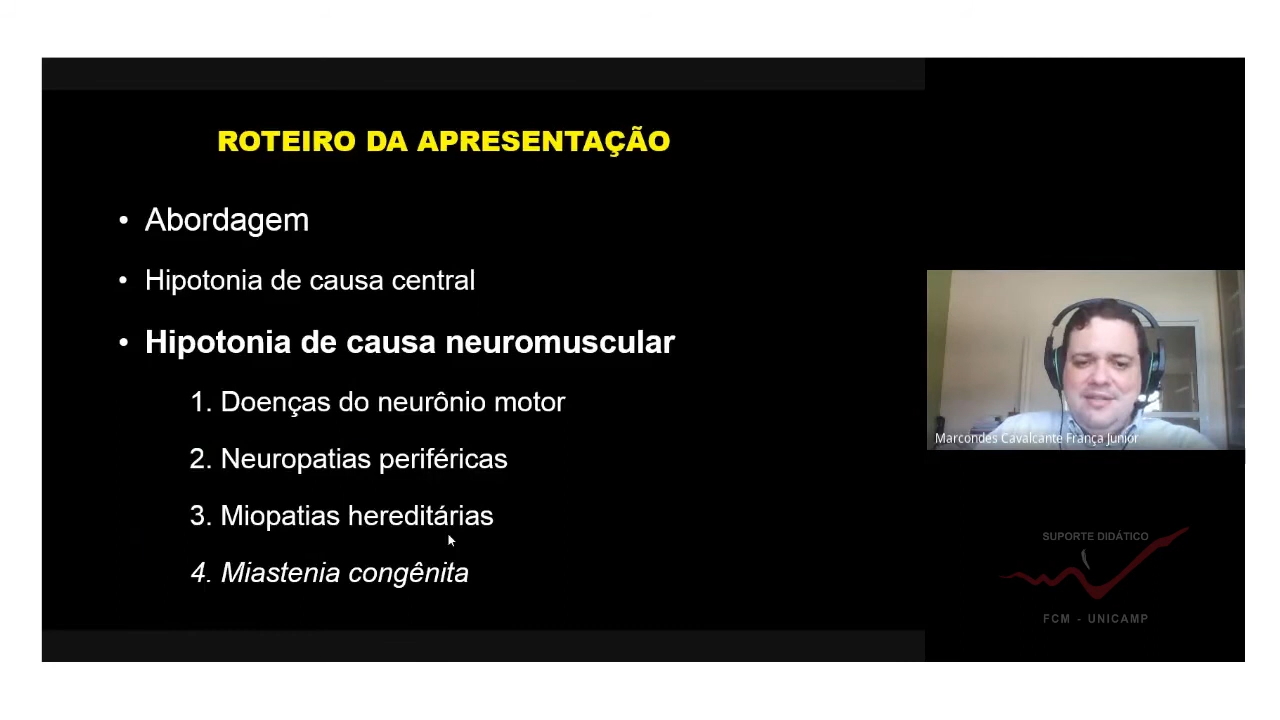 ROTEIRO DA APRESENTAÇÃO
• Abordagem
• Hipotonia de causa central
• Hipotonia de causa neuromuscular
1. Doenças do neurônio motor
2. Neuropatias periféricas
3. Miopatias hereditárias
4. Miastenia congênita
Marcondes Cavalcante França Junior
SUPORTE DIDÁTICO
FCM - UNICAMP